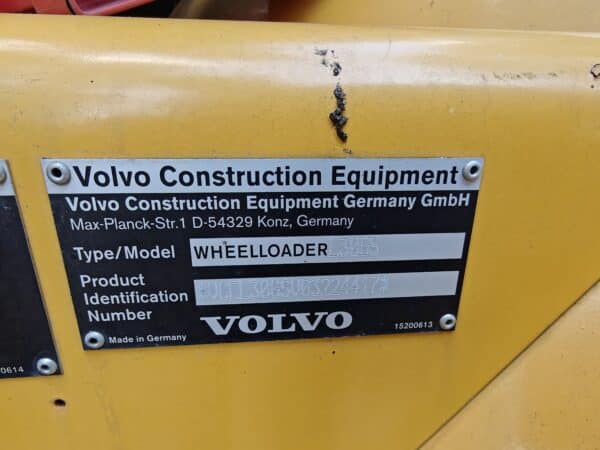 Volvo Construction Equipment
Volvo Construction Equipment Germany GmbH
Max-Planck-Str.1 D-54329 Konz, Germany
Type/Model WHEELLOADER
Product
Identification
Number
VOLVO
Made in Germany 15200613
0614